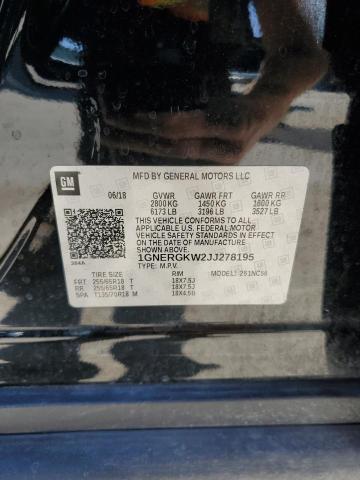 MFD BY GENERAL MOTORS LLC
GM
06/18 GVWR GAWR FRT GAWR RR
2800 KG 1450 KG 1600 KG
6173 LB 3196 LB 3527 LB
THIS VEHICLE CONFORMS TO ALL
APPLICABLE U.S. FEDERAL MOTOR
VEHICLE SAFETY STANDARDS IN EFFECT
ON THE DATE OF MANUFACTURE
SHOWN ABOVE.
384A
1GNERGKW2JJ278195
TYPE: M.P.V.
TIRE SIZE RIM MODEL: 251NC56
FRT 255/65R18 T 18X7.5J
RR 255/65R18 T 18X7.5J
SPA T135/70R18 M 18X4.5B